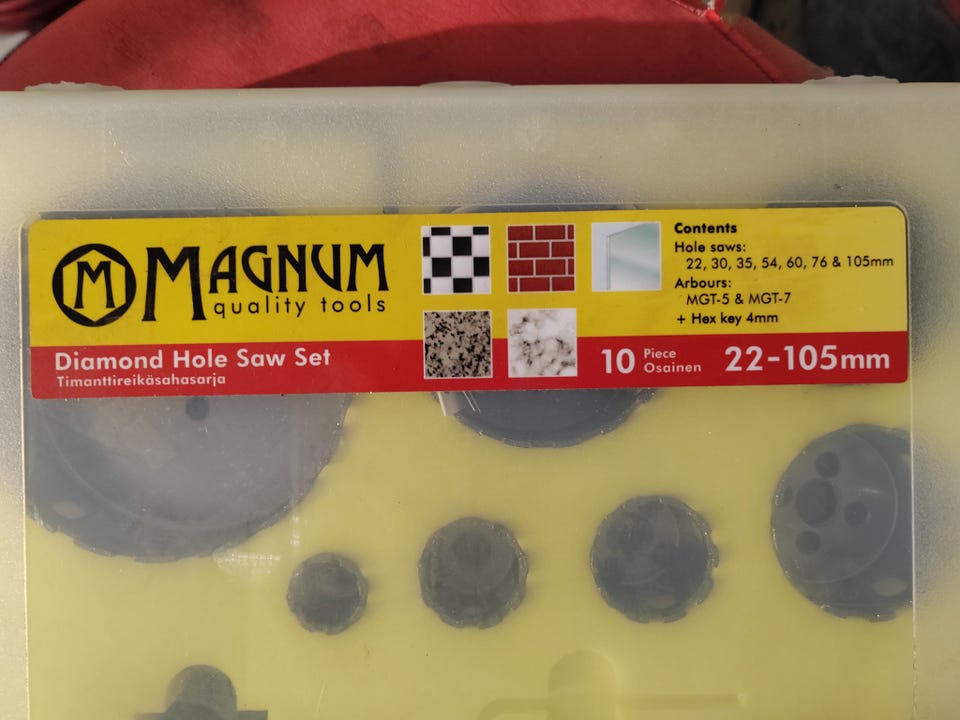 M MAGNUM
quality tools
Diamond Hole Saw Set
Timanttireikäsahasarja
Contents
Hole saws:
22, 30, 35, 54, 60, 76 & 105mm
Arbours:
MGT-5 & MGT-7
+ Hex key 4mm
10 Piece
Osainen
22-105mm